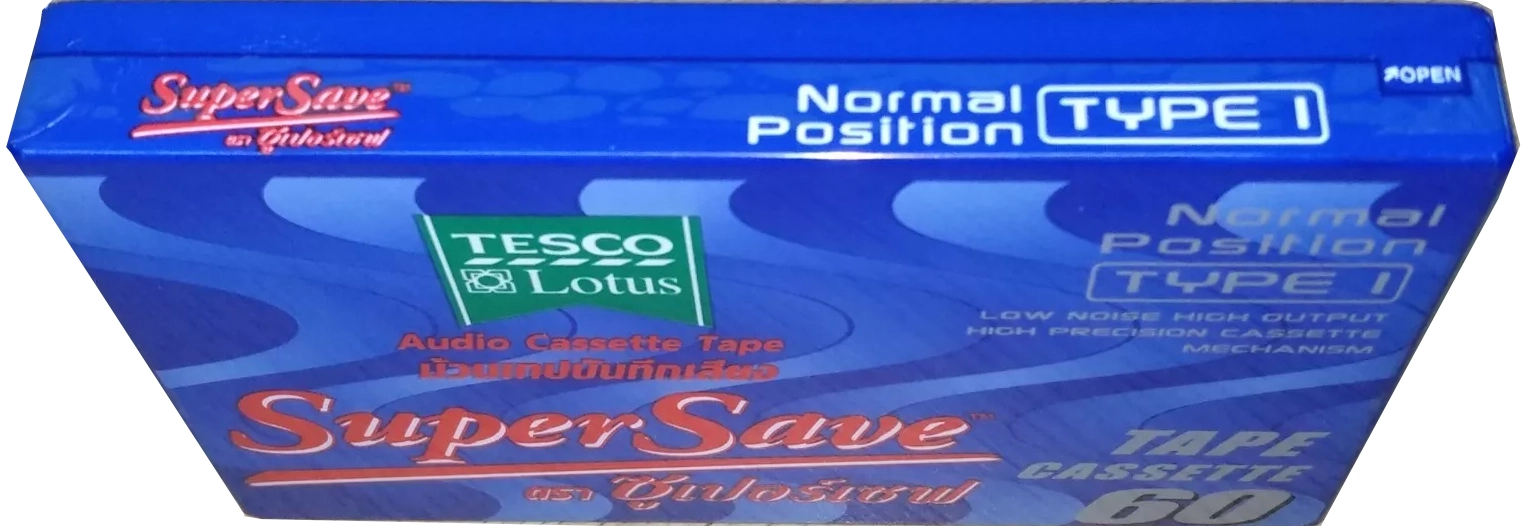 OPEN
SuperSave™
ตรา ซูเปอร์เซฟ
Normal
Position TYPE I
TESCO
Lotus
Audio Cassette Tape
ม้วนเทปบันทึกเสียง
SuperSave™
ตรา ซูเปอร์เซฟ
Normal
Position
TYPE I
LOW NOISE HIGH OUTPUT
HIGH PRECISION CASSETTE
MECHANISM
TAPE
CASSETTE
60